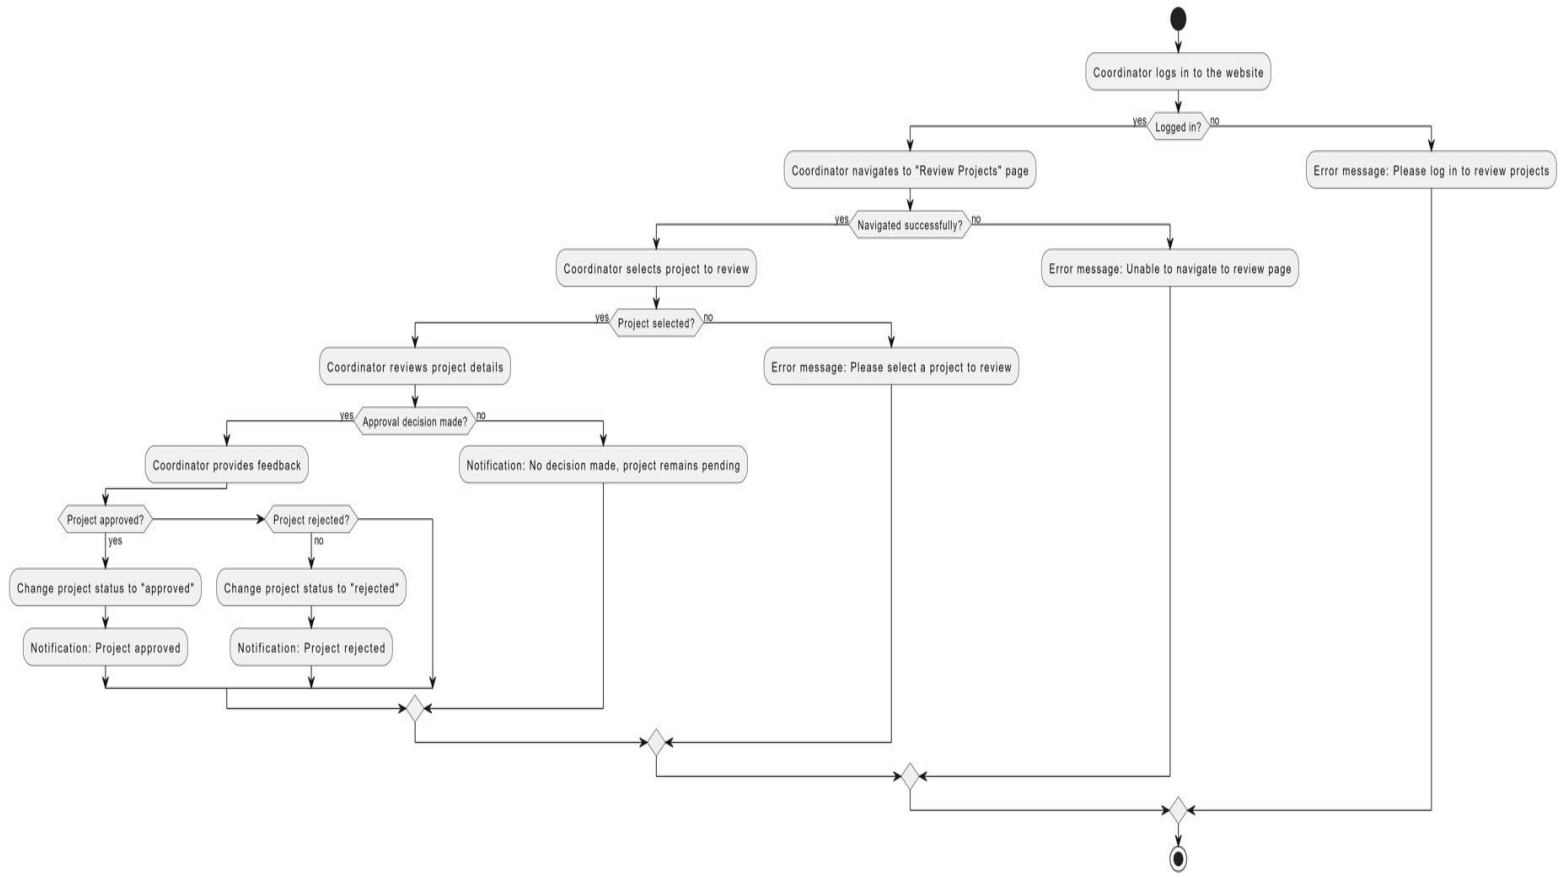 Coordinator logs in to the website
yes
Logged in?
no
Coordinator navigates to "Review Projects" page
Error message: Please log in to review projects
yes
Navigated successfully?
no
Coordinator selects project to review
Error message: Unable to navigate to review page
yes
Project selected?
no
Coordinator reviews project details
Error message: Please select a project to review
yes
Approval decision made?
no
Coordinator provides feedback
Notification: No decision made, project remains pending
Project approved?
Project rejected?
yes
no
Change project status to "approved"
Change project status to "rejected"
Notification: Project approved
Notification: Project rejected